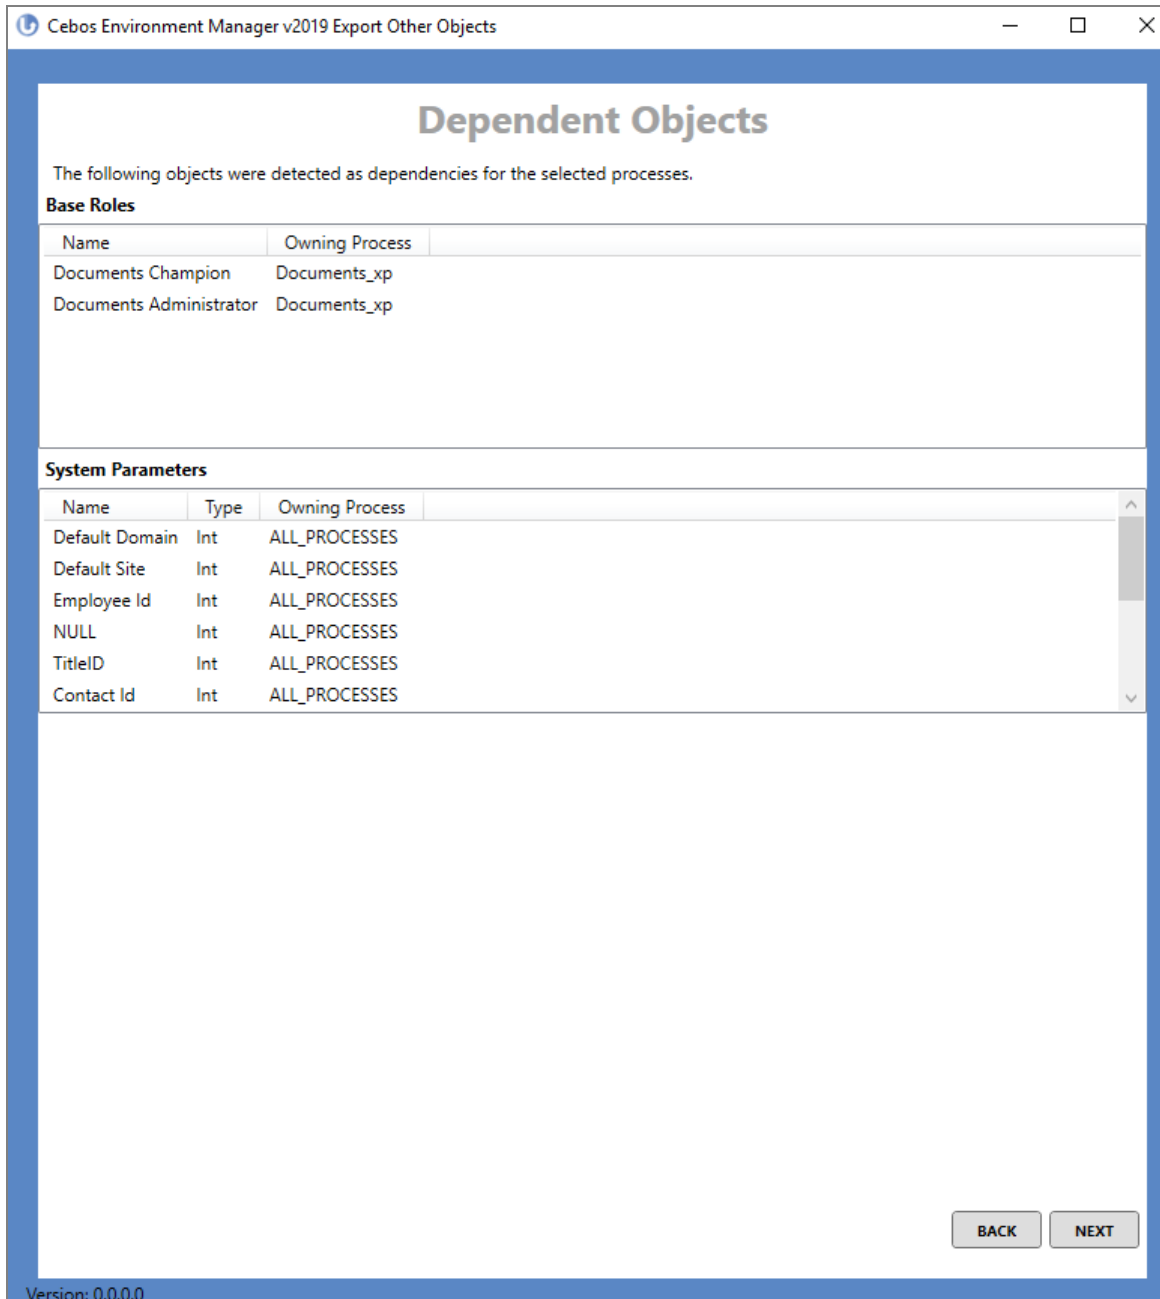 Cebos Environment Manager v2019 Export Other Objects
Dependent Objects
The following objects were detected as dependencies for the selected processes.
Base Roles
Name Owning Process
Documents Champion Documents_xp
Documents Administrator Documents_xp
System Parameters
Name Type Owning Process
Default Domain Int ALL_PROCESSES
Default Site Int ALL_PROCESSES
Employee Id Int ALL_PROCESSES
NULL Int ALL_PROCESSES
TitleID Int ALL_PROCESSES
Contact Id Int ALL_PROCESSES
BACK NEXT
Version: 0.0.0.0